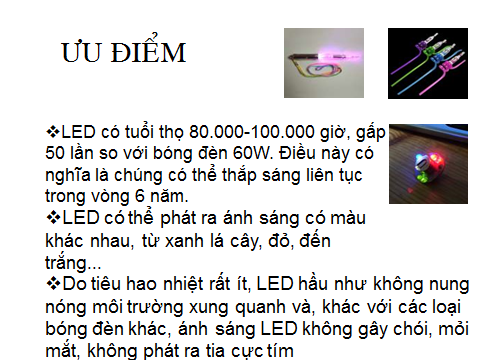 ƯU ĐIỂM
❖LED có tuổi thọ 80.000-100.000 giờ, gấp
50 lần so với bóng đèn 60W. Điều này có
nghĩa là chúng có thể thắp sáng liên tục
trong vòng 6 năm.
❖LED có thể phát ra ánh sáng có màu
khác nhau, từ xanh lá cây, đỏ, đến
trắng...
❖Do tiêu hao nhiệt rất ít, LED hầu như không nung
nóng môi trường xung quanh và, khác với các loại
bóng đèn khác, ánh sáng LED không gây chói, mỏi
mắt, không phát ra tia cực tím